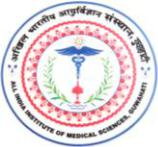 अखिल भारतीय आयुर्विज्ञान संस्थान, गुवाहाटी
ALL INDIA INSTITUTE OF MEDICAL SCIENCES, GUWAHATI